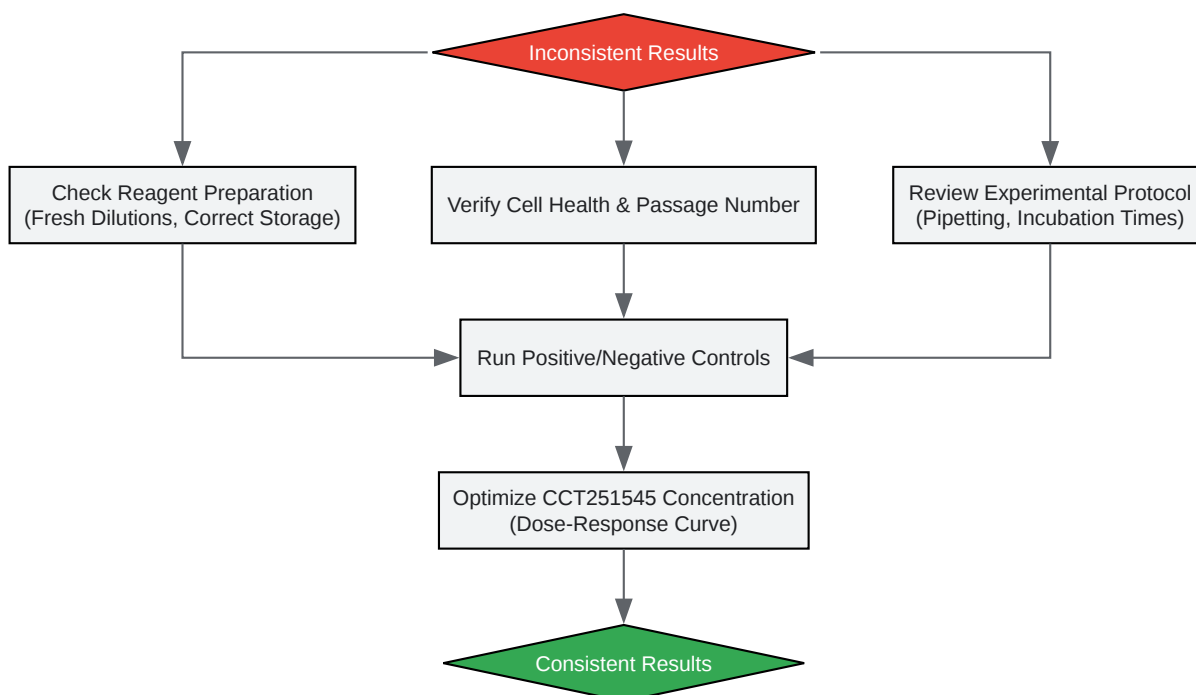 Inconsistent Results
Check Reagent Preparation
(Fresh Dilutions, Correct Storage)
Verify Cell Health & Passage Number
Review Experimental Protocol
(Pipetting, Incubation Times)
Run Positive/Negative Controls
Optimize CCT251545 Concentration
(Dose-Response Curve)
Consistent Results